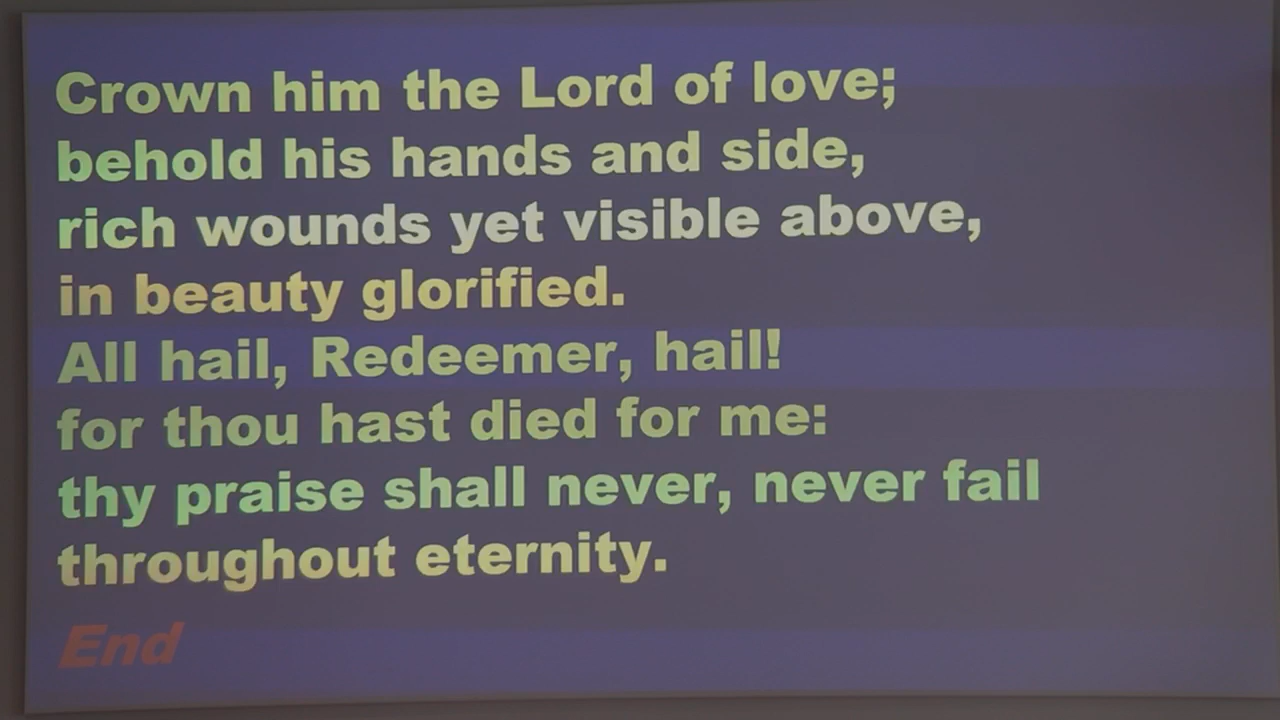 Crown him the Lord of love;
behold his hands and side,
rich wounds yet visible above,
in beauty glorified.
All hail, Redeemer, hail!
for thou hast died for me:
thy praise shall never, never fail
throughout eternity.
End